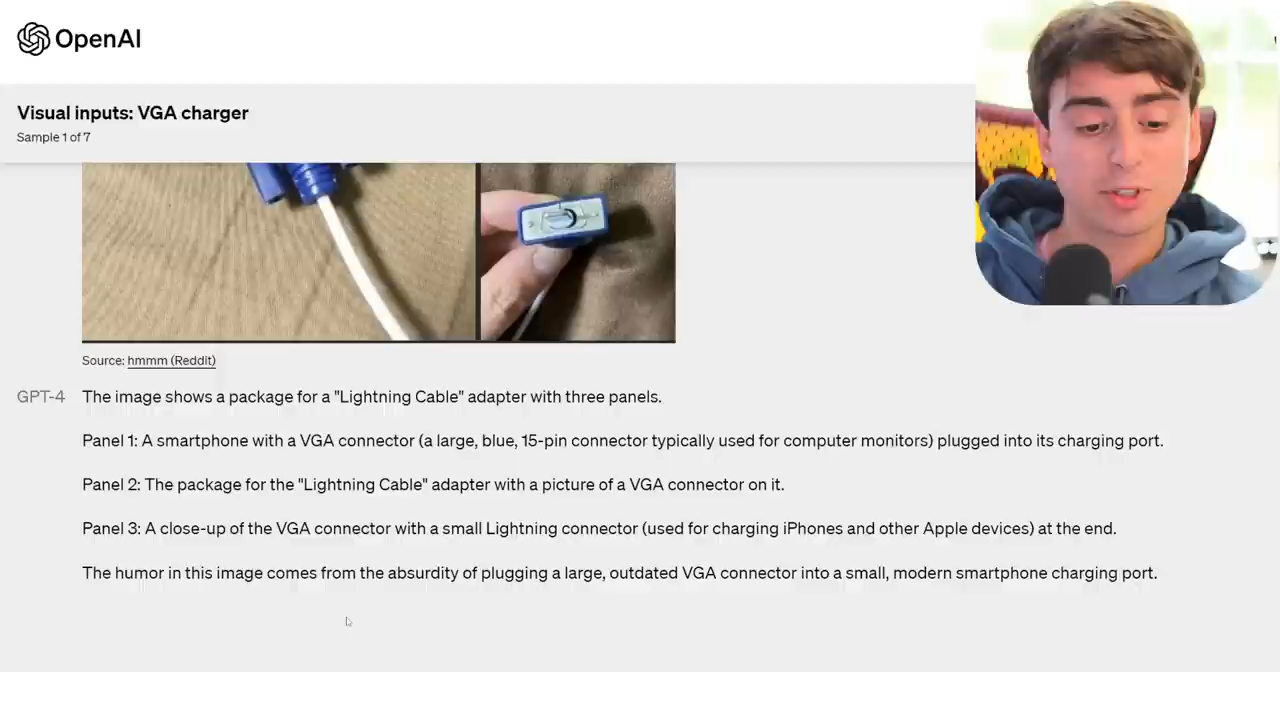 OpenAI
Visual inputs: VGA charger
Sample 1 of 7
Source: hmmm (Reddit)
GPT-4
The image shows a package for a "Lightning Cable" adapter with three panels.
Panel 1: A smartphone with a VGA connector (a large, blue, 15-pin connector typically used for computer monitors) plugged into its charging port.
Panel 2: The package for the "Lightning Cable" adapter with a picture of a VGA connector on it.
Panel 3: A close-up of the VGA connector with a small Lightning connector (used for charging iPhones and other Apple devices) at the end.
The humor in this image comes from the absurdity of plugging a large, outdated VGA connector into a small, modern smartphone charging port.